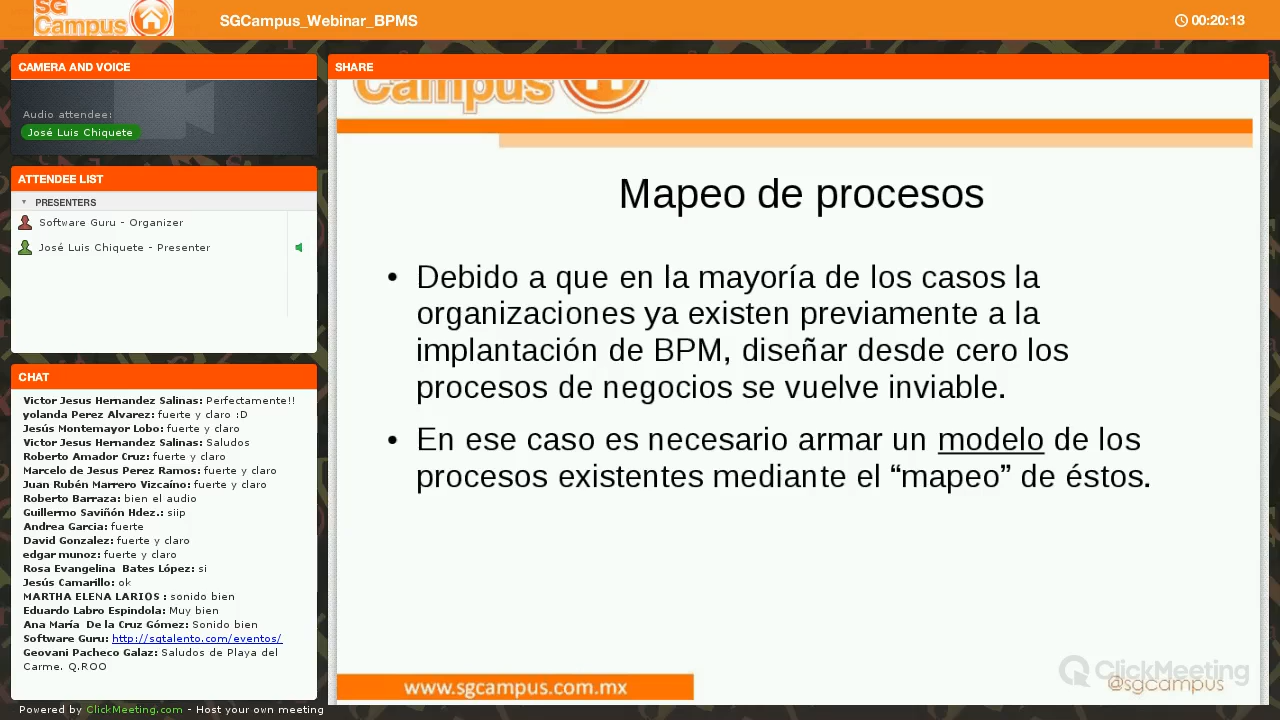 SG
Campus
SGCampus_Webinar_BPMS
00:20:13
CAMERA AND VOICE
Audio attendee:
José Luis Chiquete
ATTENDEE LIST
PRESENTERS
Software Guru - Organizer
José Luis Chiquete - Presenter
CHAT
Victor Jesus Hernandez Salinas: Perfectamente!!
yolanda Perez Alvarez: fuerte y claro :D
Jesús Montemayor Lobo: fuerte y claro
Victor Jesus Hernandez Salinas: Saludos
Roberto Amador Cruz: fuerte y claro
Marcelo de Jesus Perez Ramos: fuerte y claro
Juan Rubén Marrero Vizcaíno: fuerte y claro
Roberto Barraza: bien el audio
Guillermo Saviñón Hdez.: siip
Andrea Garcia: fuerte
David Gonzalez: fuerte y claro
edgar munoz: fuerte y claro
Rosa Evangelina  Bates López: si
Jesús Camarillo: ok
MARTHA ELENA LARIOS : sonido bien
Eduardo Labro Espindola: Muy bien
Ana María  De la Cruz Gómez: Sonido bien
Software Guru: http://sgtalento.com/eventos/
Geovani Pacheco Galaz: Saludos de Playa del
Carme. Q.ROO
Powered by ClickMeeting.com - Host your own meeting
SHARE
Campus
Mapeo de procesos
• Debido a que en la mayoría de los casos la
organizaciones ya existen previamente a la
implantación de BPM, diseñar desde cero los
procesos de negocios se vuelve inviable.
• En ese caso es necesario armar un modelo de los
procesos existentes mediante el “mapeo” de éstos.
www.sgcampus.com.mx
ClickMeeting
@sgcampus